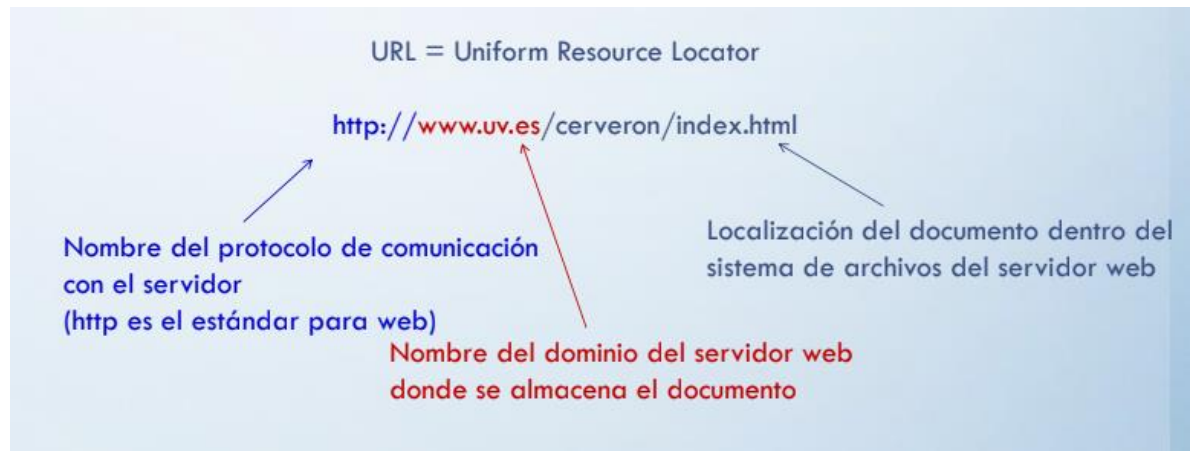 URL = Uniform Resource Locator
http://www.uv.es/cerveron/index.html
Nombre del protocolo de comunicación
con el servidor
(http es el estándar para web)
Localización del documento dentro del
sistema de archivos del servidor web
Nombre del dominio del servidor web
donde se almacena el documento